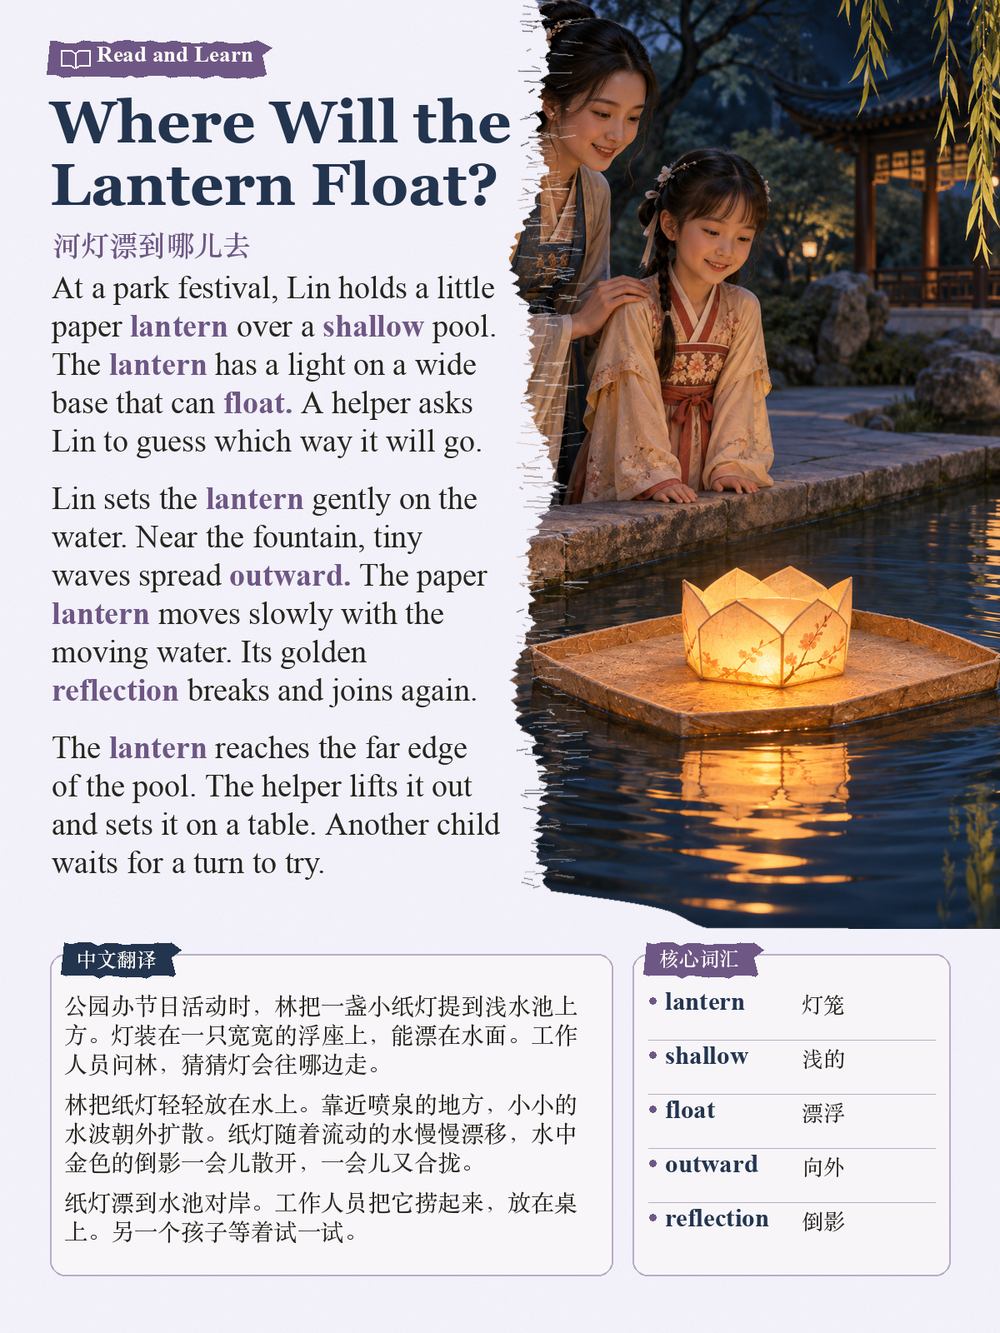 Read and Learn
Where Will the
Lantern Float?
河灯漂到哪儿去
At a park festival, Lin holds a little
paper lantern over a shallow pool.
The lantern has a light on a wide
base that can float. A helper asks
Lin to guess which way it will go.
Lin sets the lantern gently on the
water. Near the fountain, tiny
waves spread outward. The paper
lantern moves slowly with the
moving water. Its golden
reflection breaks and joins again.
The lantern reaches the far edge
of the pool. The helper lifts it out
and sets it on a table. Another child
waits for a turn to try.
中文翻译
公园办节日活动时，林把一盏小纸灯提到浅水池上
方。灯装在一只宽宽的浮座上，能漂在水面。工作
人员问林，猜猜灯会往哪边走。
林把纸灯轻轻放在水上。靠近喷泉的地方，小小的
水波朝外扩散。纸灯随着流动的水慢慢漂移，水中
金色的倒影一会儿散开，一会儿又合拢。
纸灯漂到水池对岸。工作人员把它捞起来，放在桌
上。另一个孩子等着试一试。
核心词汇
• lantern 灯笼
• shallow 浅的
• float 漂浮
• outward 向外
• reflection 倒影